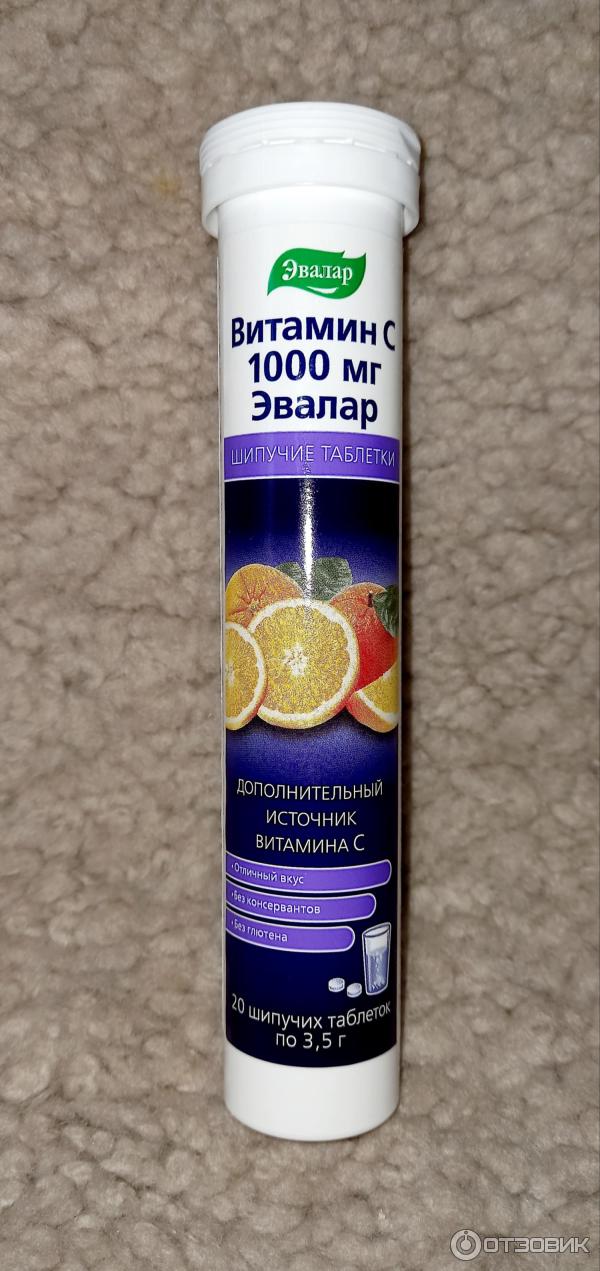 Эвалар
Витамин С
1000 мг
Эвалар
ШИПУЧИЕ ТАБЛЕТКИ
ДОПОЛНИТЕЛЬНЫЙ
ИСТОЧНИК
ВИТАМИНА С
•Отличный вкус
•Без консервантов
•Без глютена
20 шипучих таблеток
по 3,5 г
ОТЗОВИК